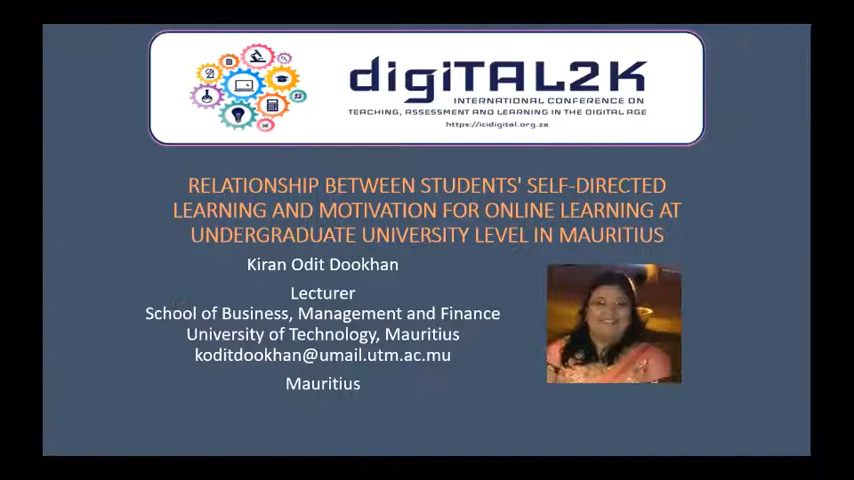 digiTAL2K
INTERNATIONAL CONFERENCE ON
TEACHING, ASSESSMENT AND LEARNING IN THE DIGITAL AGE
https://icidigital.org.za
RELATIONSHIP BETWEEN STUDENTS' SELF-DIRECTED
LEARNING AND MOTIVATION FOR ONLINE LEARNING AT
UNDERGRADUATE UNIVERSITY LEVEL IN MAURITIUS
Kiran Odit Dookhan
Lecturer
School of Business, Management and Finance
University of Technology, Mauritius
koditdookhan@umail.utm.ac.mu
Mauritius